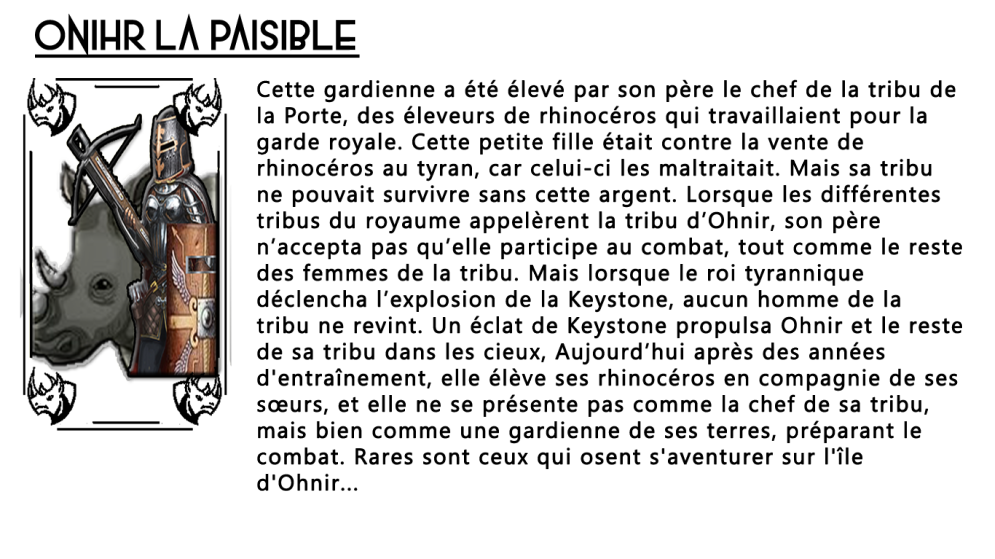 ONIHR LA PAISIBLE
Cette gardienne a été élevé par son père le chef de la tribu de
la Porte, des éleveurs de rhinocéros qui travaillaient pour la
garde royale. Cette petite fille était contre la vente de
rhinocéros au tyran, car celui-ci les maltraitait. Mais sa tribu
ne pouvait survivre sans cette argent. Lorsque les différentes
tribus du royaume appelèrent la tribu d’Ohnir, son père
n’accepta pas qu’elle participe au combat, tout comme le reste
des femmes de la tribu. Mais lorsque le roi tyrannique
déclencha l’explosion de la Keystone, aucun homme de la
tribu ne revint. Un éclat de Keystone propulsa Ohnir et le reste
de sa tribu dans les cieux, Aujourd’hui après des années
d'entraînement, elle élève ses rhinocéros en compagnie de ses
sœurs, et elle ne se présente pas comme la chef de sa tribu,
mais bien comme une gardienne de ses terres, préparant le
combat. Rares sont ceux qui osent s'aventurer sur l'île
d'Ohnir...